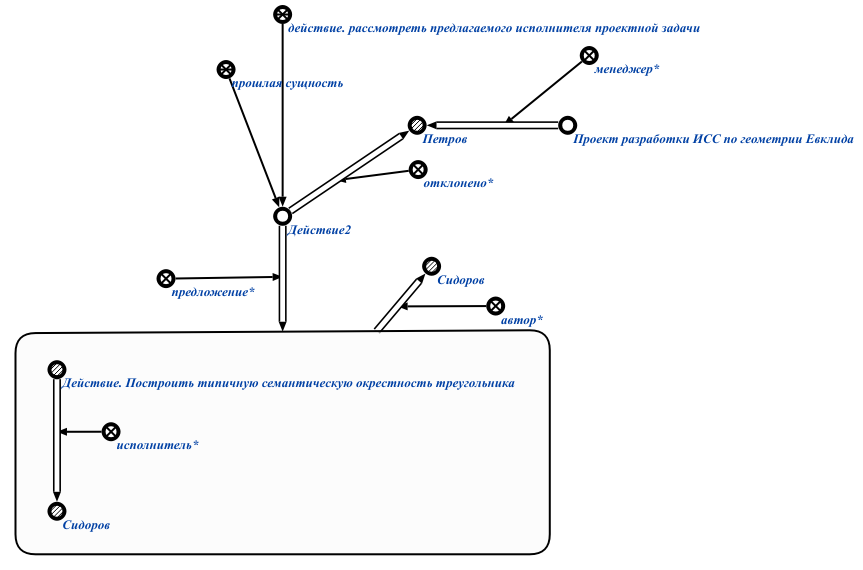 действие. рассмотреть предлагаемого исполнителя проектной задачи
менеджер*
прошлая сущность
Петров
Проект разработки ИСС по геометрии Евклида
отклонено*
Действие2
Сидоров
предложение*
автор*
Действие. Построить типичную семантическую окрестность треугольника
исполнитель*
Сидоров